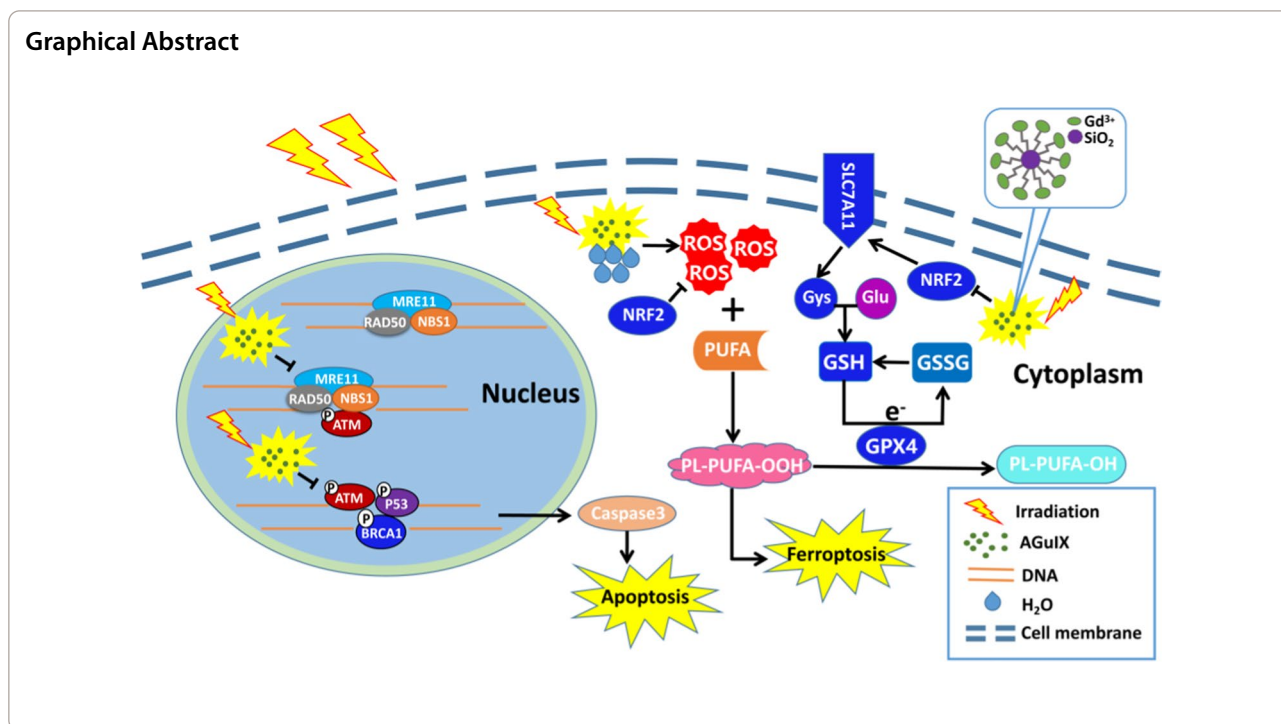 Graphical Abstract
Gd³⁺
SiO₂
SLC7A11
ROS
ROS
ROS
NRF2
+
PUFA
Gys
Glu
NRF2
GSH
GSSG
e⁻
GPX4
Cytoplasm
MRE11
RAD50
NBS1
Nucleus
MRE11
RAD50
NBS1
P
ATM
P
ATM
P
P53
P
BRCA1
Caspase3
Apoptosis
PL-PUFA-OOH
PL-PUFA-OH
Ferroptosis
Irradiation
AGuIX
DNA
H₂O
Cell membrane